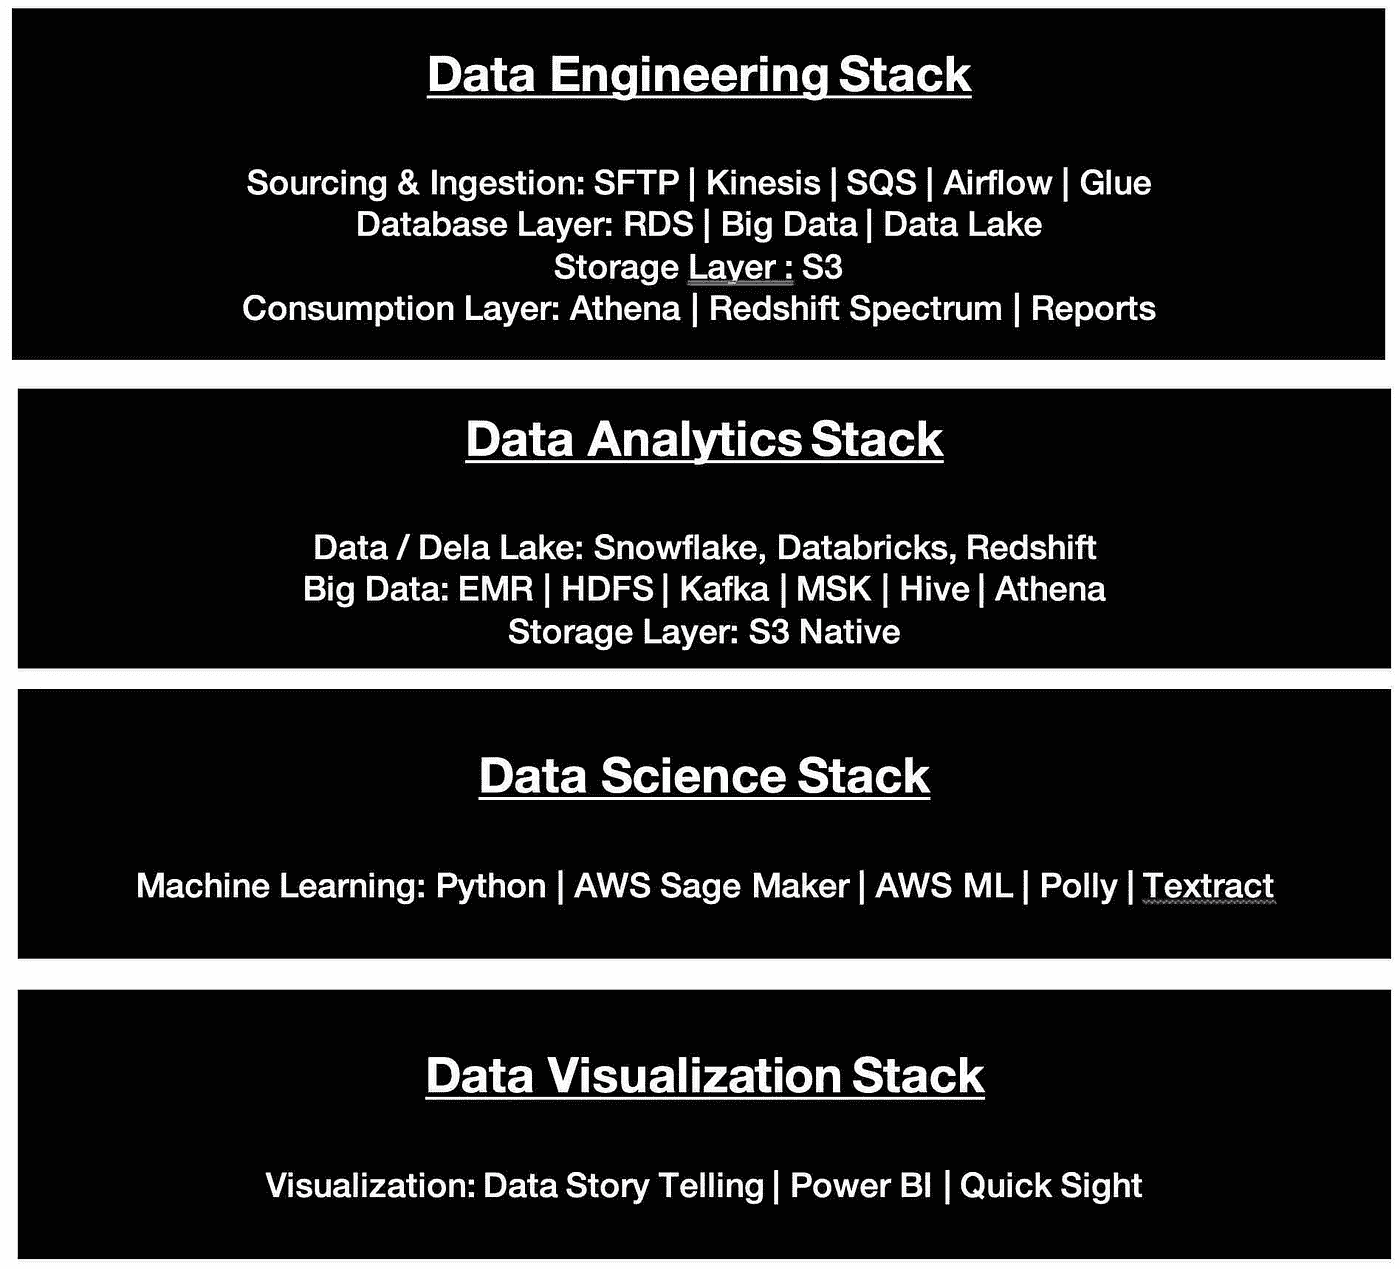 Data Engineering Stack
Sourcing & Ingestion: SFTP | Kinesis | SQS | Airflow | Glue
Database Layer: RDS | Big Data | Data Lake
Storage Layer : S3
Consumption Layer: Athena | Redshift Spectrum | Reports
Data Analytics Stack
Data / Dela Lake: Snowflake, Databricks, Redshift
Big Data: EMR | HDFS | Kafka | MSK | Hive | Athena
Storage Layer: S3 Native
Data Science Stack
Machine Learning: Python | AWS Sage Maker | AWS ML | Polly | Textract
Data Visualization Stack
Visualization: Data Story Telling | Power BI | Quick Sight